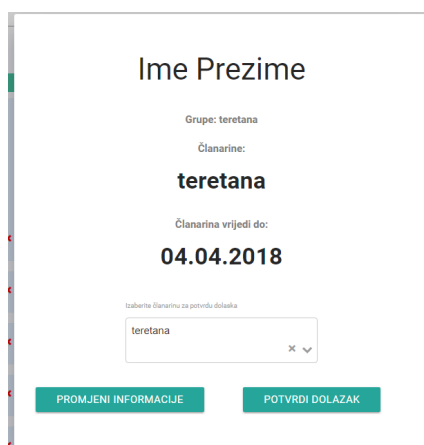 Ime Prezime
Grupe: teretana
Članarine:
teretana
Članarina vrijedi do:
04.04.2018
Izaberite članarinu za potvrdu dolaska
teretana
PROMJENI INFORMACIJE
POTVRDI DOLAZAK